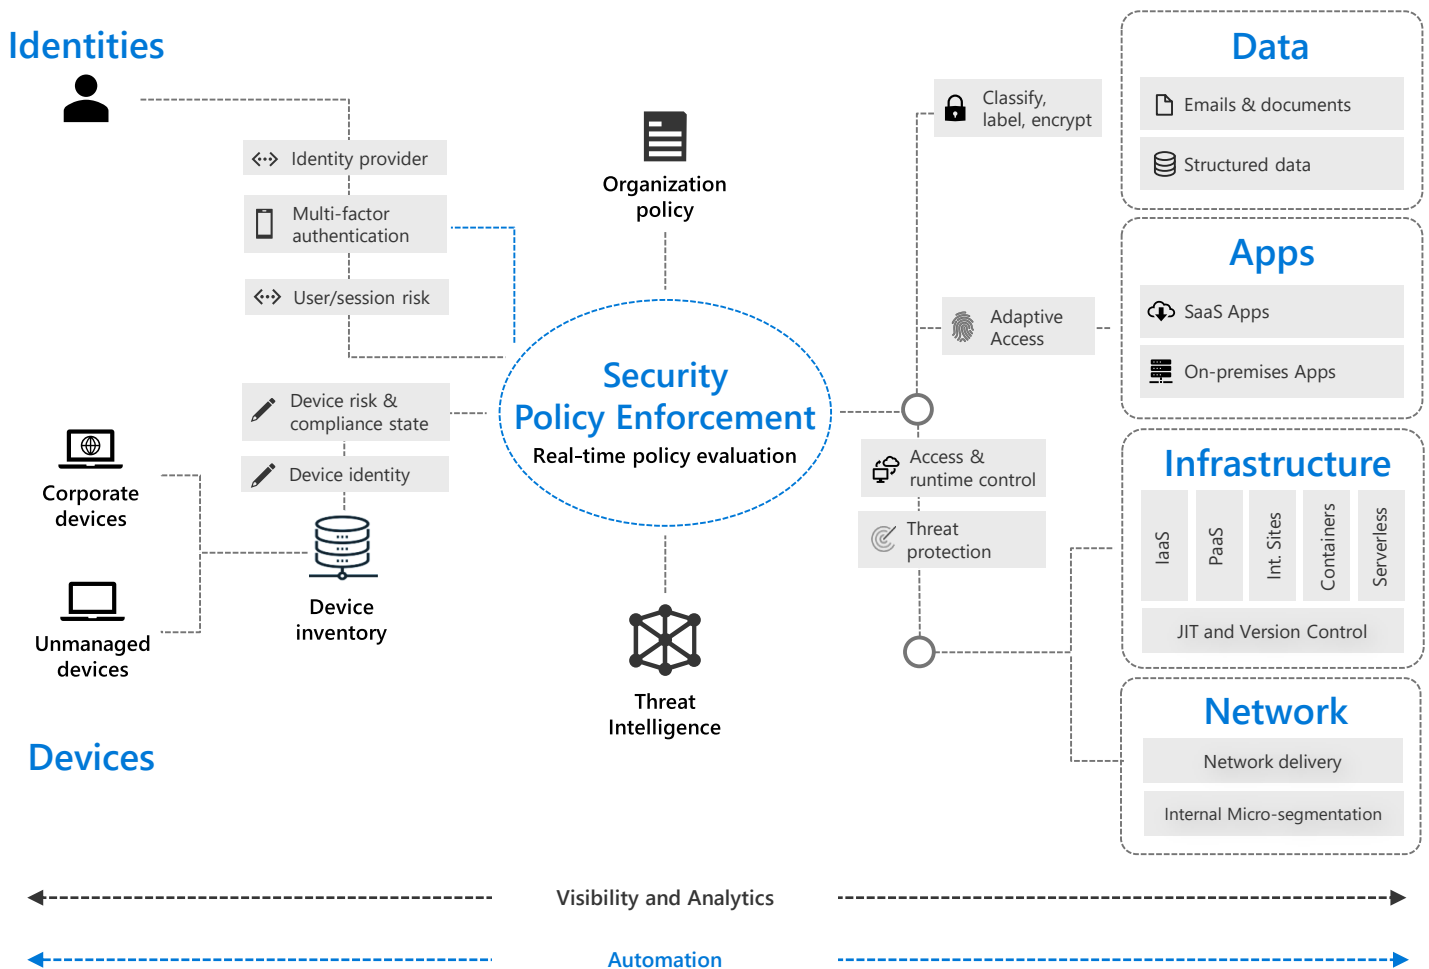 Identities
Identity provider
Multi-factor
authentication
User/session risk
Device risk &
compliance state
Device identity
Corporate
devices
Unmanaged
devices
Device
inventory
Devices
Organization
policy
Security
Policy Enforcement
Real-time policy evaluation
Threat
Intelligence
Classify,
label, encrypt
Adaptive
Access
Access &
runtime control
Threat
protection
Data
Emails & documents
Structured data
Apps
SaaS Apps
On-premises Apps
Infrastructure
IaaS
PaaS
Int. Sites
Containers
Serverless
JIT and Version Control
Network
Network delivery
Internal Micro-segmentation
Visibility and Analytics
Automation